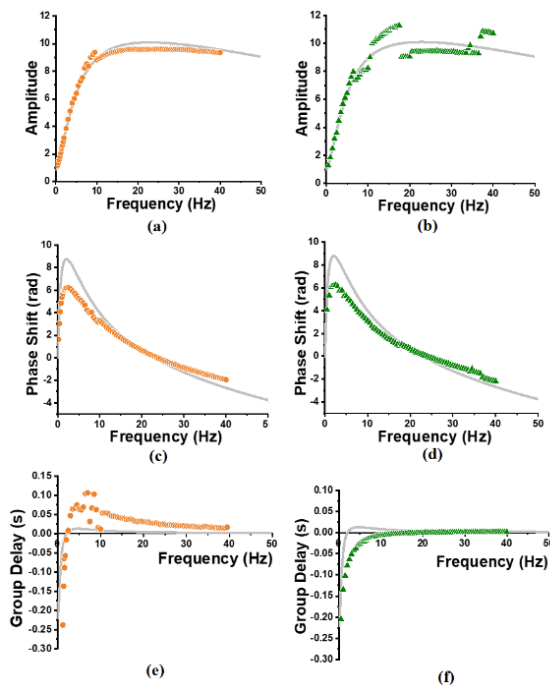 12
10
8
6
4
2
0
Amplitude
0 10 20 30 40 50
Frequency (Hz)
(a)
12
10
8
6
4
2
0
Amplitude
0 10 20 30 40 50
Frequency (Hz)
(b)
10
8
6
4
2
0
-2
-4
Phase Shift (rad)
0 10 20 30 40 5
Frequency (Hz)
(c)
10
8
6
4
2
0
-2
-4
Phase Shift (rad)
0 10 20 30 40 50
Frequency (Hz)
(d)
0.15
0.10
0.05
0.00
-0.05
-0.10
-0.15
-0.20
-0.25
-0.30
Group Delay (s)
0 10 20 30 40 50
Frequency (Hz)
(e)
0.10
0.05
0.00
-0.05
-0.10
-0.15
-0.20
-0.25
-0.30
Group Delay (s)
0 10 20 30 40 50
Frequency (Hz)
(f)